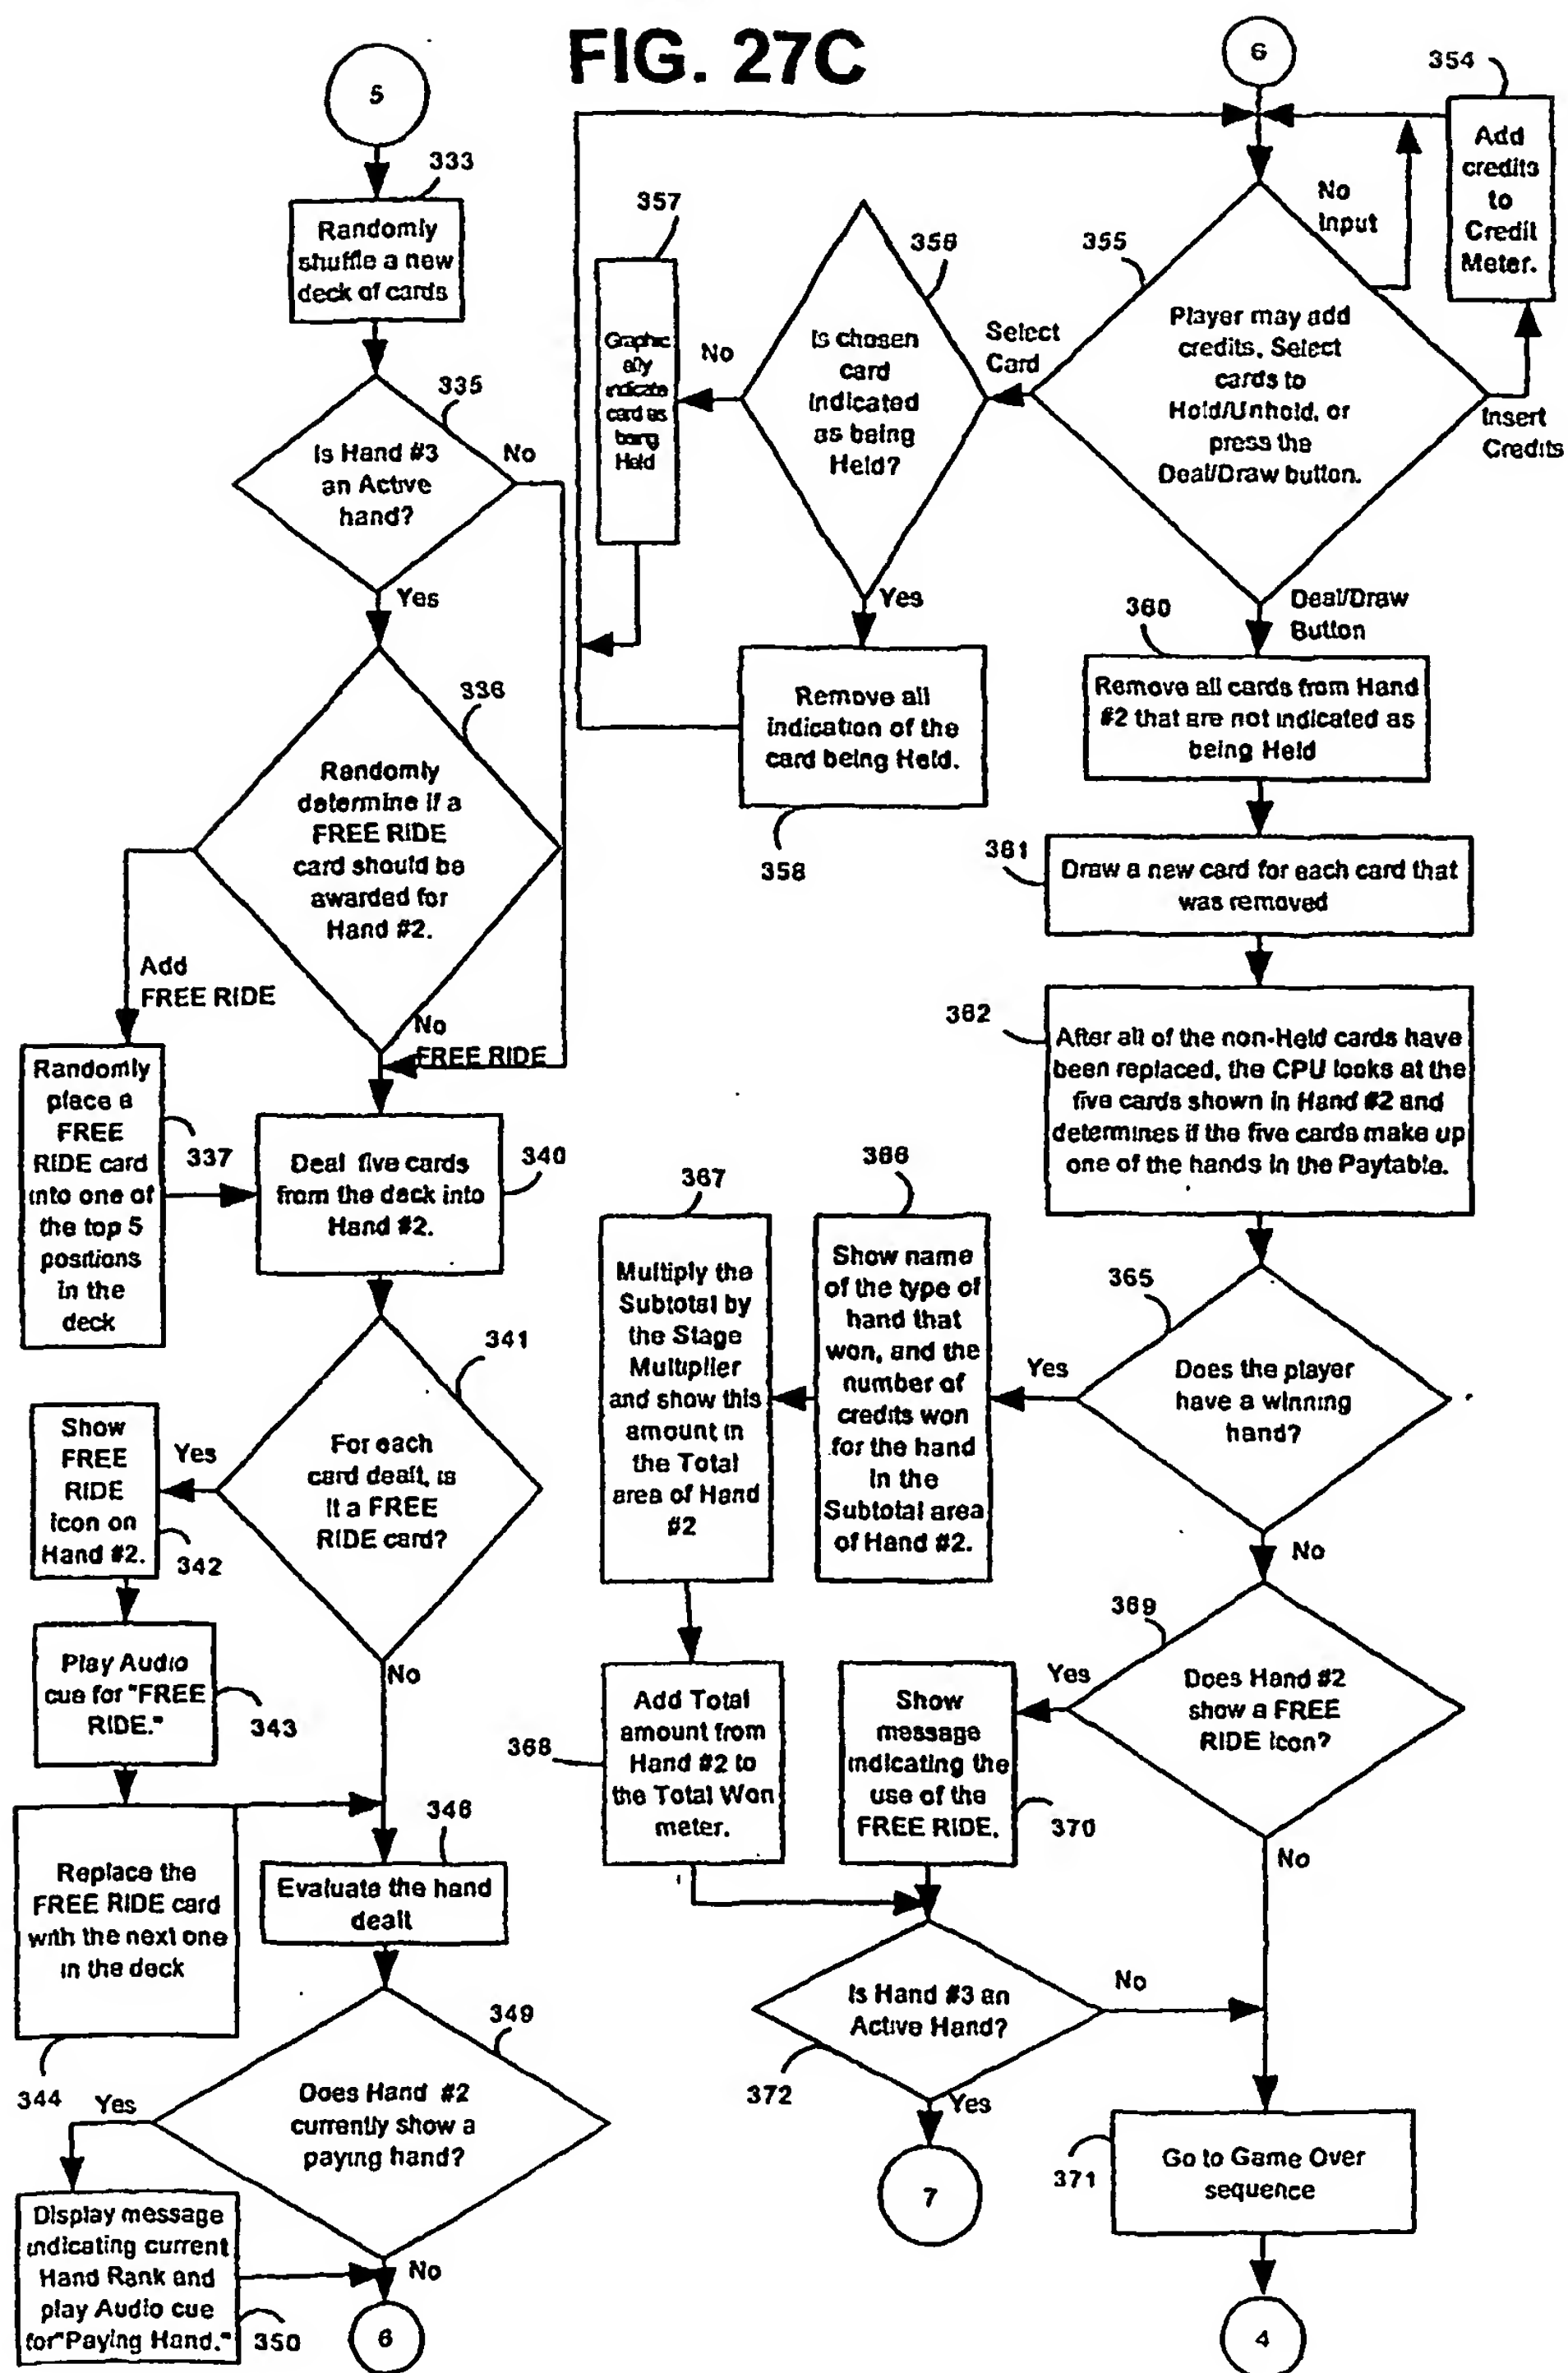 FIG. 27C
5
333
Randomly
shuffle a new
deck of cards
335
Is Hand #3
an Active
hand?
No
Yes
336
Randomly
determine if a
FREE RIDE
card should be
awarded for
Hand #2.
Add
FREE RIDE
No
FREE RIDE
Randomly
place a
FREE
RIDE card
into one of
the top 5
positions
in the
deck
337
Deal five cards
from the deck into
Hand #2.
340
341
For each
card dealt, is
it a FREE
RIDE card?
Yes
Show
FREE
RIDE
icon on
Hand #2.
342
Play Audio
cue for "FREE
RIDE."
343
No
Replace the
FREE RIDE card
with the next one
in the deck
344
346
Evaluate the hand
dealt
349
Does Hand #2
currently show a
paying hand?
Yes
Display message
indicating current
Hand Rank and
play Audio cue
for"Paying Hand."
350
No
6
6
354
Add
credits
to
Credit
Meter.
No
Input
355
Player may add
credits, Select
cards to
Hold/Unhold, or
press the
Deal/Draw button.
Insert
Credits
Select
Card
356
Is chosen
card
indicated
as being
Held?
No
357
Graphic
ally
indicate
card as
being
Held
Yes
Remove all
indication of the
card being Held.
358
Deal/Draw
Button
360
Remove all cards from Hand
#2 that are not indicated as
being Held
361
Draw a new card for each card that
was removed
362
After all of the non-Held cards have
been replaced, the CPU looks at the
five cards shown in Hand #2 and
determines if the five cards make up
one of the hands in the Paytable.
365
Does the player
have a winning
hand?
Yes
366
Show name
of the type of
hand that
won, and the
number of
credits won
for the hand
in the
Subtotal area
of Hand #2.
367
Multiply the
Subtotal by
the Stage
Multiplier
and show this
amount in
the Total
area of Hand
#2
368
Add Total
amount from
Hand #2 to
the Total Won
meter.
No
369
Does Hand #2
show a FREE
RIDE icon?
Yes
Show
message
indicating the
use of the
FREE RIDE.
370
No
Is Hand #3 an
Active Hand?
372
No
Yes
7
371
Go to Game Over
sequence
4